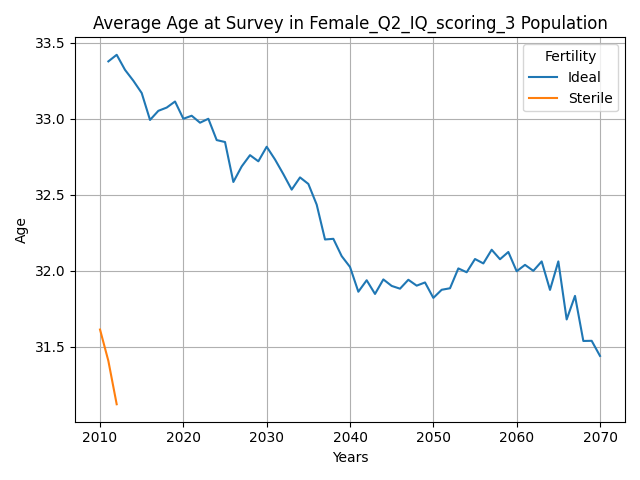 Average Age at Survey in Female_Q2_IQ_scoring_3 Population
33.5
33.0
32.5
32.0
31.5
Age
Fertility
Ideal
Sterile
2010 2020 2030 2040 2050 2060 2070
Years